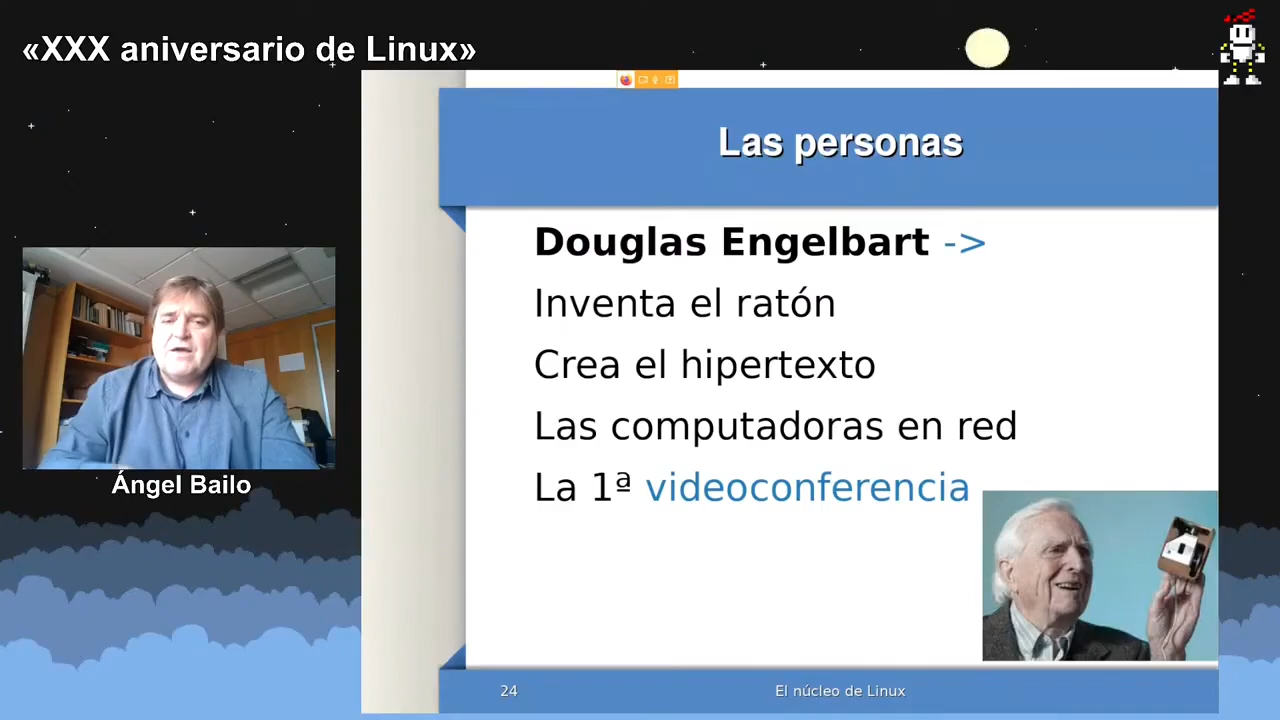 «XXX aniversario de Linux»
Las personas
Douglas Engelbart ->
Inventa el ratón
Crea el hipertexto
Las computadoras en red
La 1ª videoconferencia
Ángel Bailo
24
El núcleo de Linux